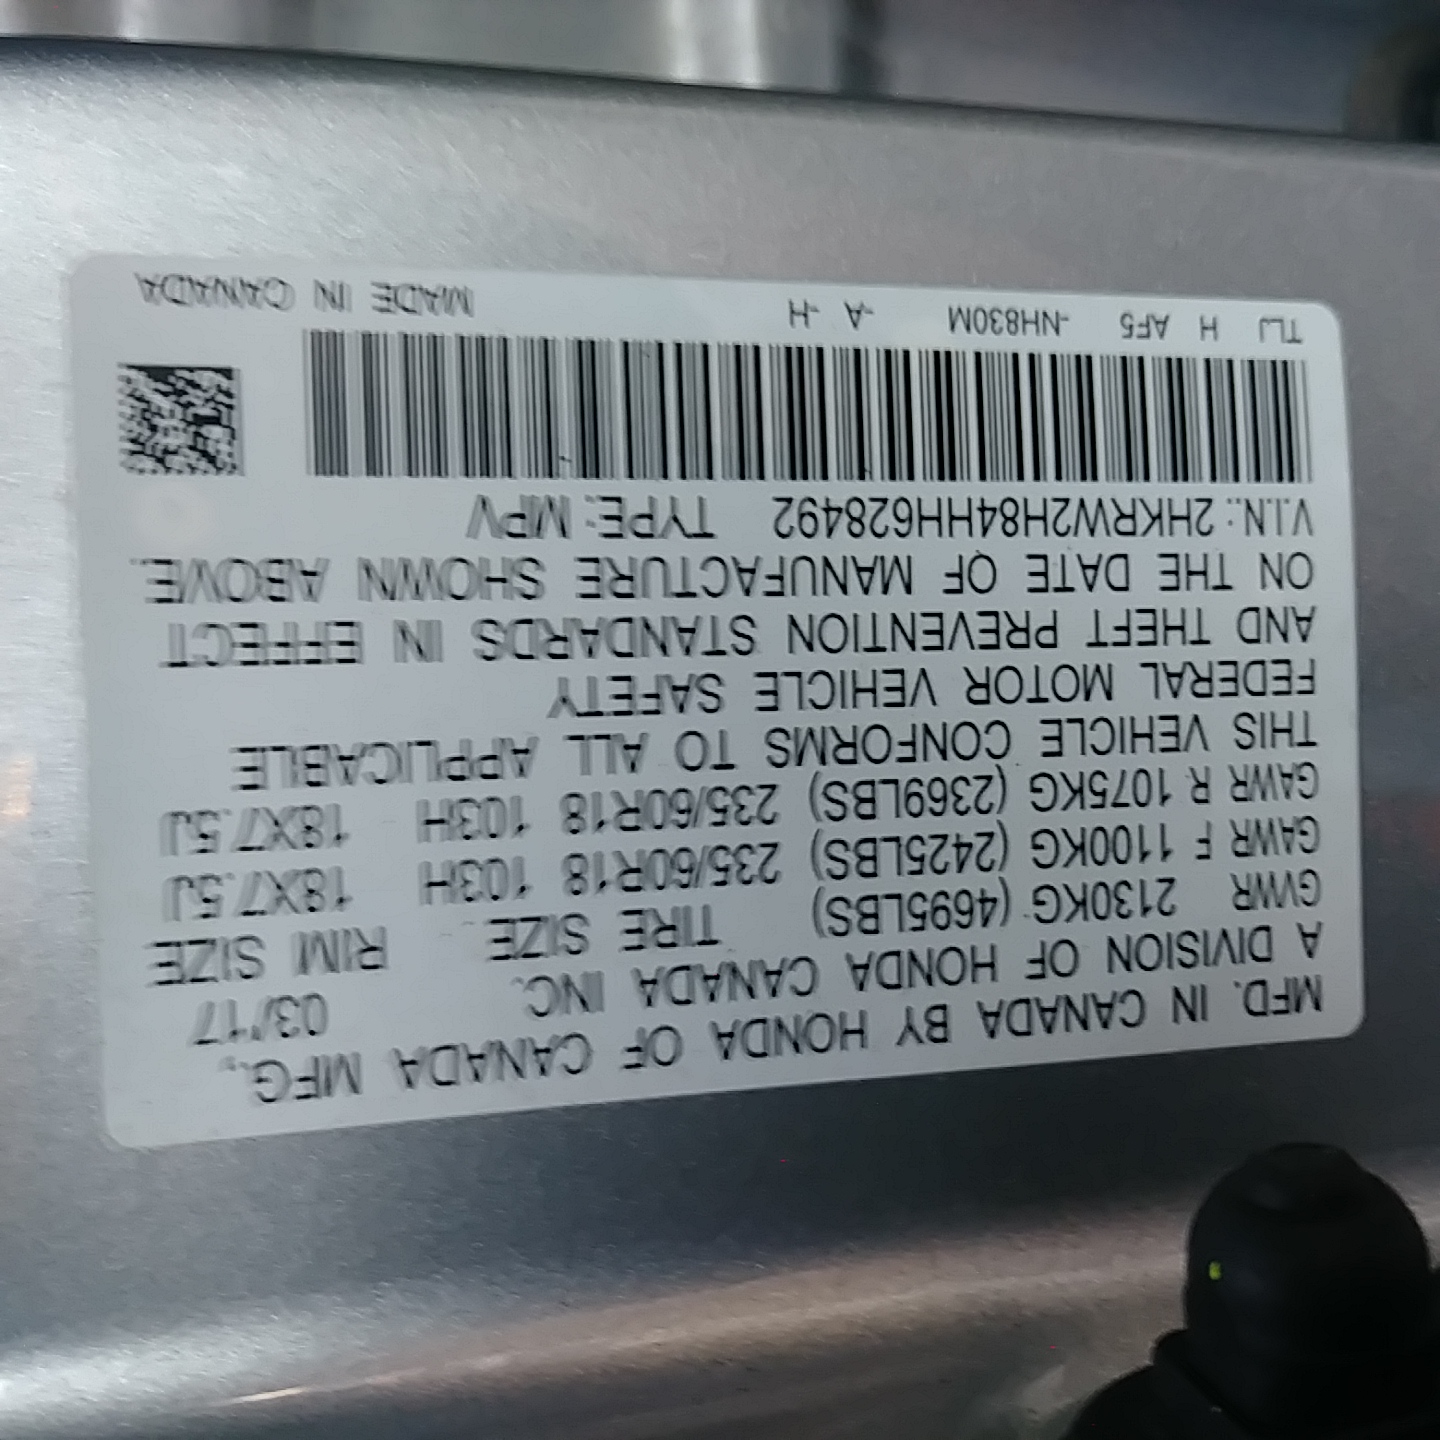 MFD. IN CANADA BY HONDA OF CANADA MFG.,
A DIVISION OF HONDA CANADA INC. 03/17
GVWR 2130KG (4695LBS) TIRE SIZE RIM SIZE
GAWR F 1100KG (2425LBS) 235/60R18 103H 18X7.5J
GAWR R 1075KG (2369LBS) 235/60R18 103H 18X7.5J
THIS VEHICLE CONFORMS TO ALL APPLICABLE
FEDERAL MOTOR VEHICLE SAFETY
AND THEFT PREVENTION STANDARDS IN EFFECT
ON THE DATE OF MANUFACTURE SHOWN ABOVE.
V.I.N.: 2HKRW2H84HH628492 TYPE: MPV
TLJ H AF5 -NH830M -A -H MADE IN CANADA